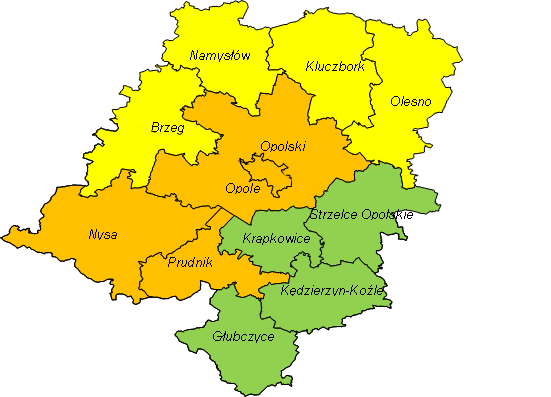 Namysłów
Kluczbork
Olesno
Brzeg
Opolski
Opole
Strzelce Opolskie
Nysa
Krapkowice
Prudnik
Kędzierzyn-Koźle
Głubczyce